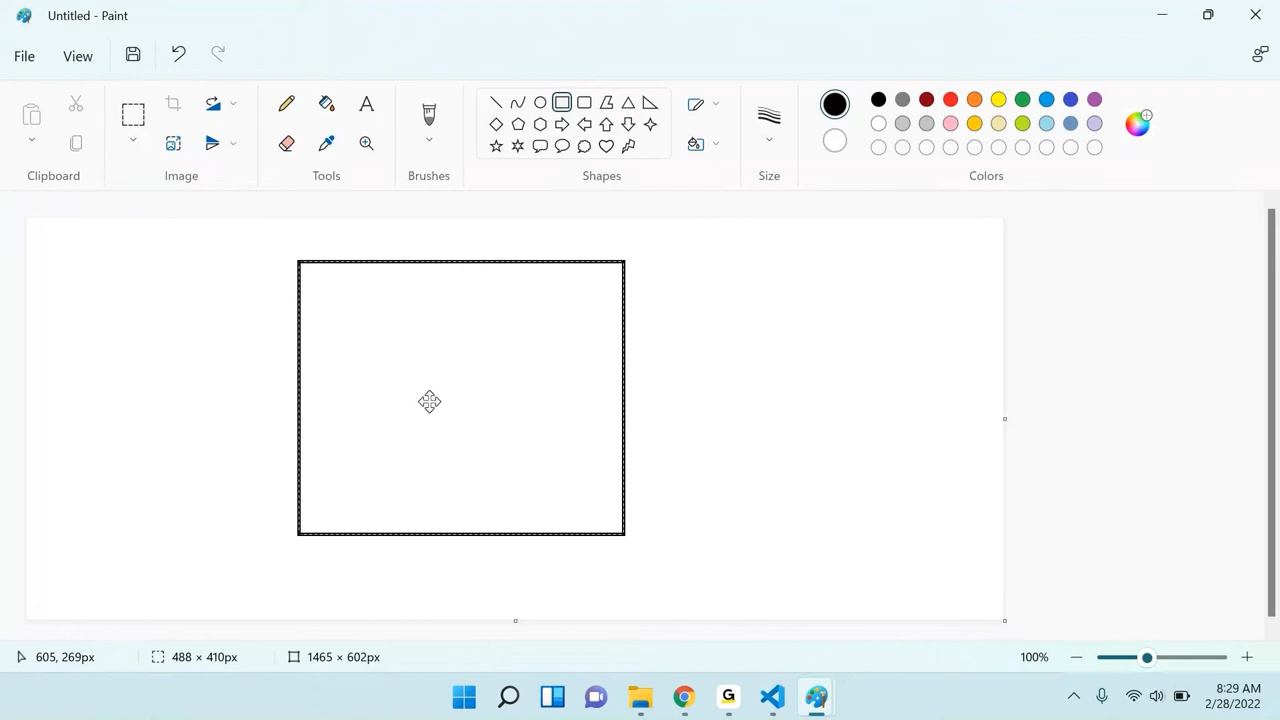 Untitled - Paint
File View
Clipboard Image Tools Brushes Shapes Size Colors
605, 269px 488 × 410px 1465 × 602px 100%
8:29 AM
2/28/2022